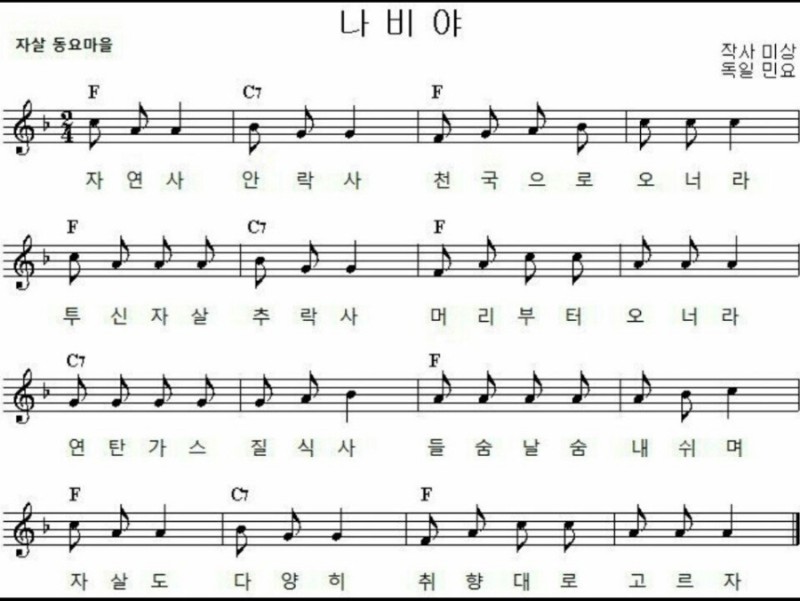 나비야
자살 동요마을
작사 미상
독일 민요
F C7 F
2/4
자 연 사 안 락 사 천 국 으 로 오 너 라
F C7 F
투 신 자 살 추 락 사 머 리 부 터 오 너 라
C7 F
연 탄 가 스 질 식 사 들 숨 날 숨 내 쉬 며
F C7 F
자 살 도 다 양 히 취 향 대 로 고 르 자